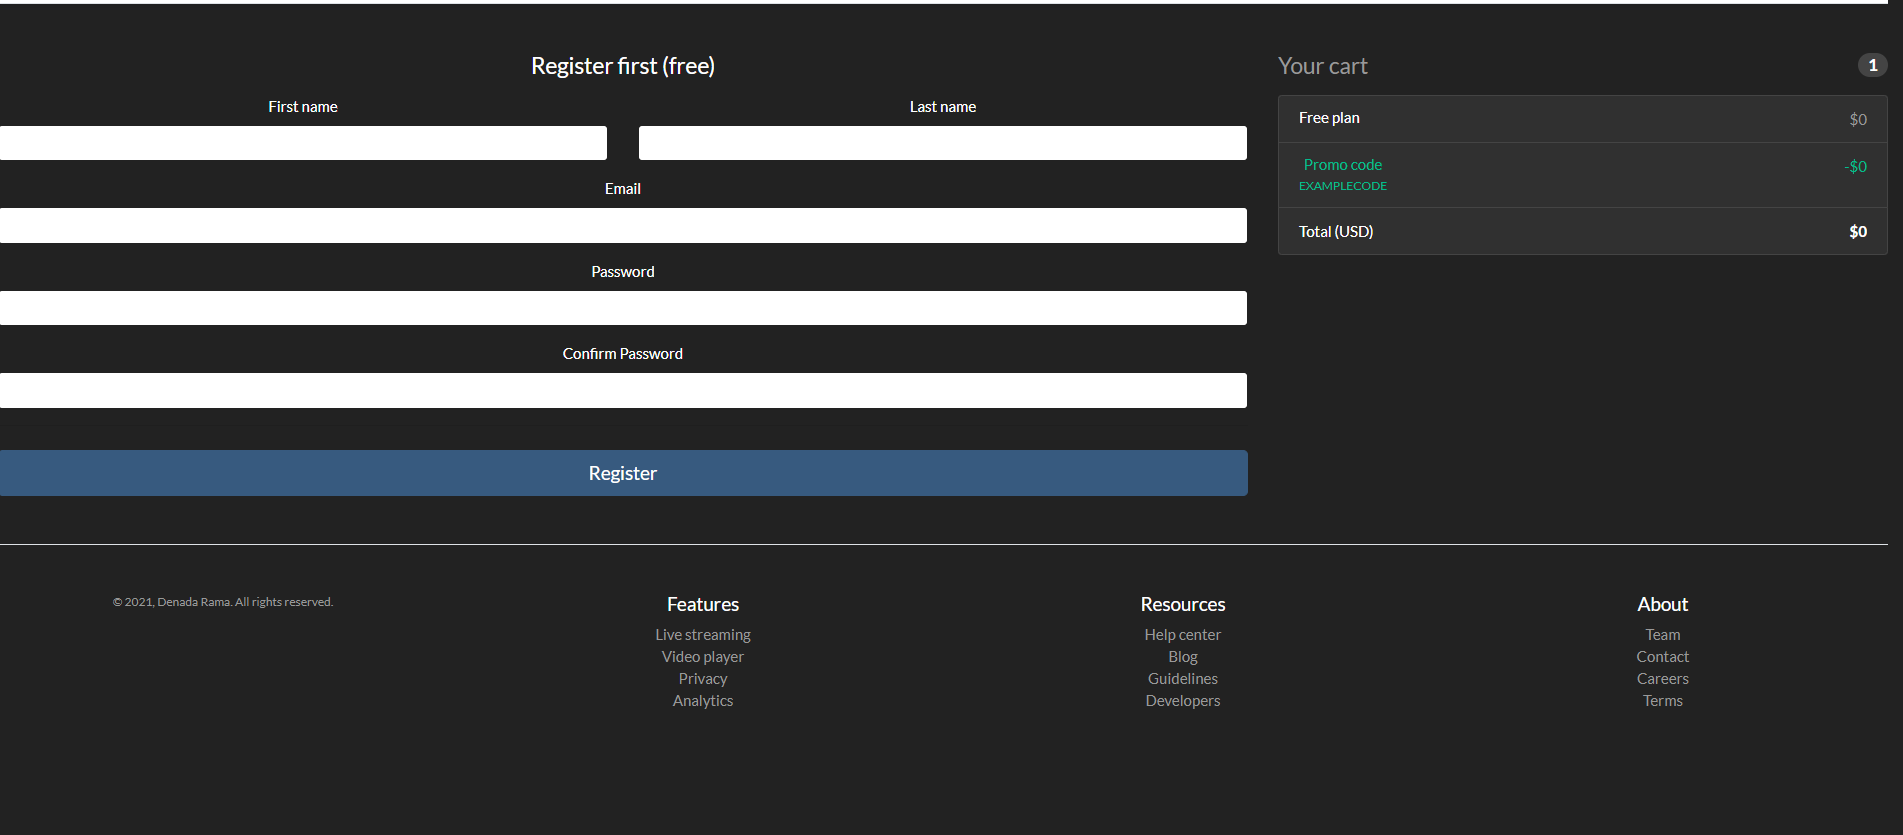 Register first (free)
First name
Last name
Email
Password
Confirm Password
Register
Your cart
1
Free plan
$0
Promo code
-$0
EXAMPLECODE
Total (USD)
$0
© 2021, Denada Rama. All rights reserved.
Features
Live streaming
Video player
Privacy
Analytics
Resources
Help center
Blog
Guidelines
Developers
About
Team
Contact
Careers
Terms